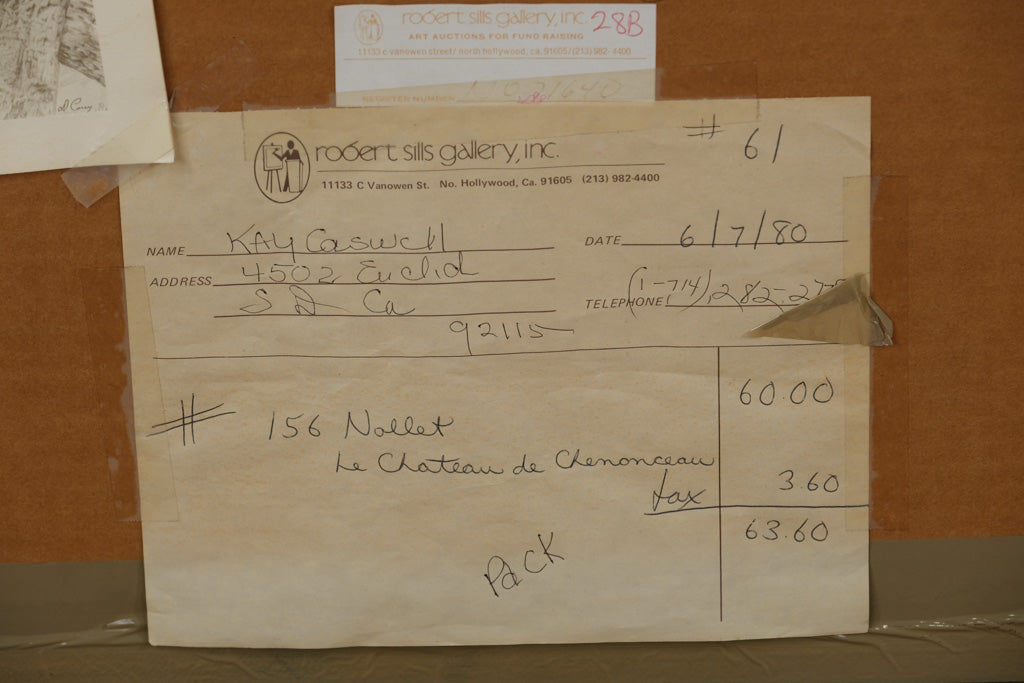 robert sills gallery, inc. 28B
ART AUCTIONS FOR FUND RAISING
11133 c vanowen street/ north hollywood, ca. 91605/(213) 982-4400
REGISTER NUMBER
robert sills gallery, inc.
# 61
11133 C Vanowen St. No. Hollywood, Ca. 91605 (213) 982-4400
NAME KAY Caswell
DATE 6/7/80
ADDRESS 4502 Euclid
S D Ca
TELEPHONE (1-714) 282-
92115
60.00
# 156 Nollet
Le Chateau de Chenonceau
tax 3.60
63.60
PACK